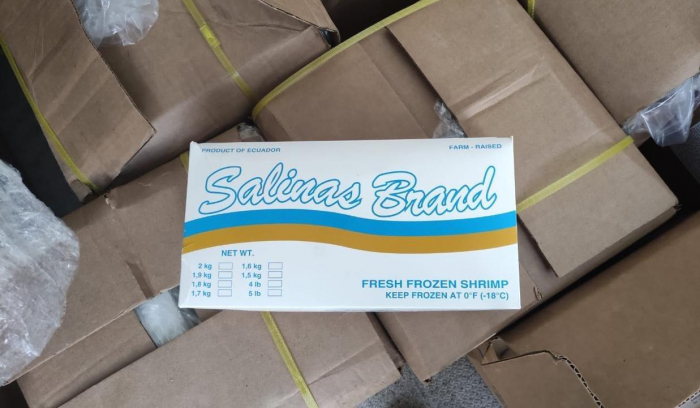 PRODUCT OF ECUADOR
FARM - RAISED
Salinas Brand
NET WT.
2 kg 1,6 kg
1,9 kg 1,5 kg
1,8 kg 4 lb
1,7 kg 5 lb
FRESH FROZEN SHRIMP
KEEP FROZEN AT 0°F (-18°C)